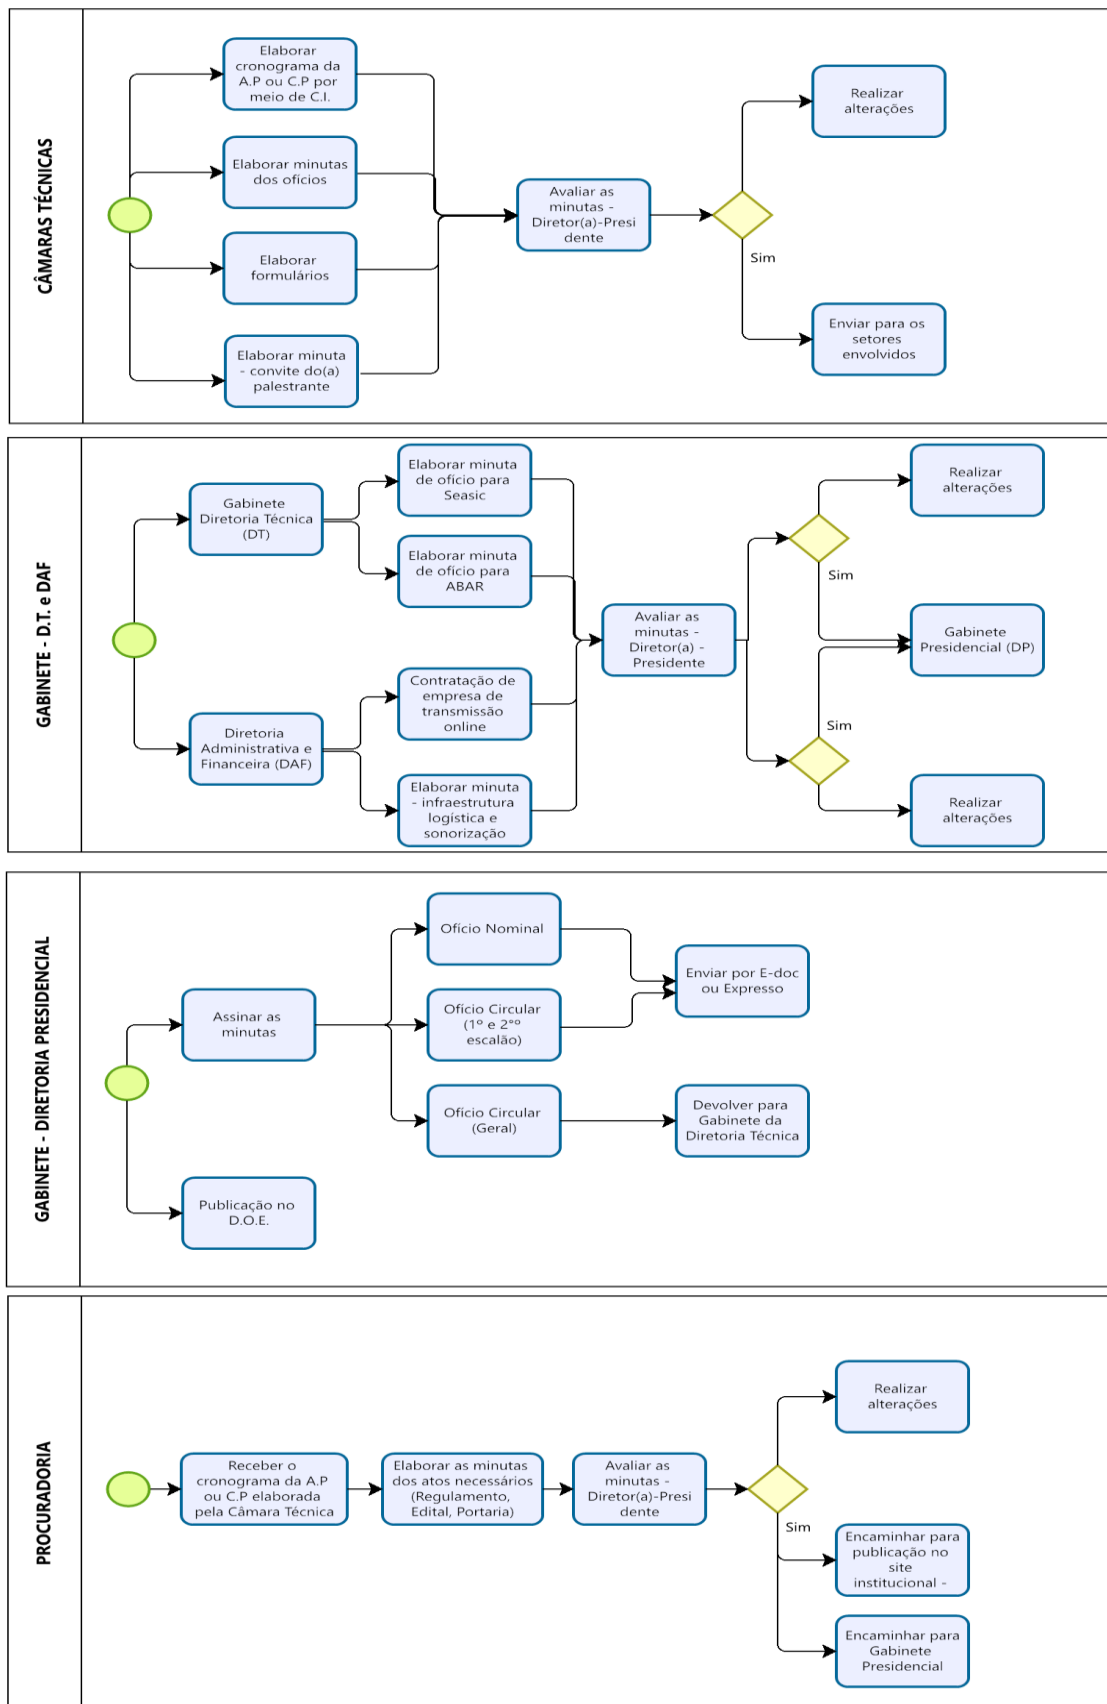 CÂMARAS TÉCNICAS
Elaborar
cronograma da
A.P ou C.P por
meio de C.I.
Elaborar minutas
dos ofícios
Elaborar
formulários
Elaborar minuta
- convite do(a)
palestrante
Avaliar as
minutas -
Diretor(a)-Presi
dente
Realizar
alterações
Sim
Enviar para os
setores
envolvidos
GABINETE - D.T. e DAF
Gabinete
Diretoria Técnica
(DT)
Diretoria
Administrativa e
Financeira (DAF)
Elaborar minuta
de ofício para
Seasic
Elaborar minuta
de ofício para
ABAR
Contratação de
empresa de
transmissão
online
Elaborar minuta
- infraestrutura
logística e
sonorização
Avaliar as
minutas -
Diretor(a) -
Presidente
Realizar
alterações
Sim
Gabinete
Presidencial (DP)
Sim
Realizar
alterações
GABINETE - DIRETORIA PRESIDENCIAL
Assinar as
minutas
Publicação no
D.O.E.
Ofício Nominal
Ofício Circular
(1º e 2°º
escalão)
Ofício Circular
(Geral)
Enviar por E-doc
ou Expresso
Devolver para
Gabinete da
Diretoria Técnica
PROCURADORIA
Receber o
cronograma da A.P
ou C.P elaborada
pela Câmara Técnica
Elaborar as minutas
dos atos necessários
(Regulamento,
Edital, Portaria)
Avaliar as
minutas -
Diretor(a)-Presi
dente
Realizar
alterações
Sim
Encaminhar para
publicação no
site
institucional -
Encaminhar para
Gabinete
Presidencial